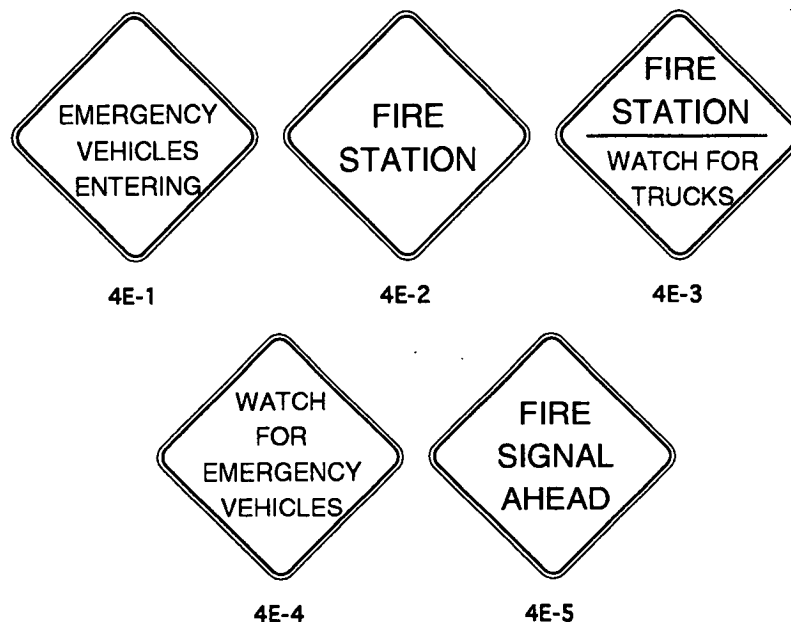 EMERGENCY
VEHICLES
ENTERING
4E-1
FIRE
STATION
4E-2
FIRE
STATION
WATCH FOR
TRUCKS
4E-3
WATCH
FOR
EMERGENCY
VEHICLES
4E-4
FIRE
SIGNAL
AHEAD
4E-5